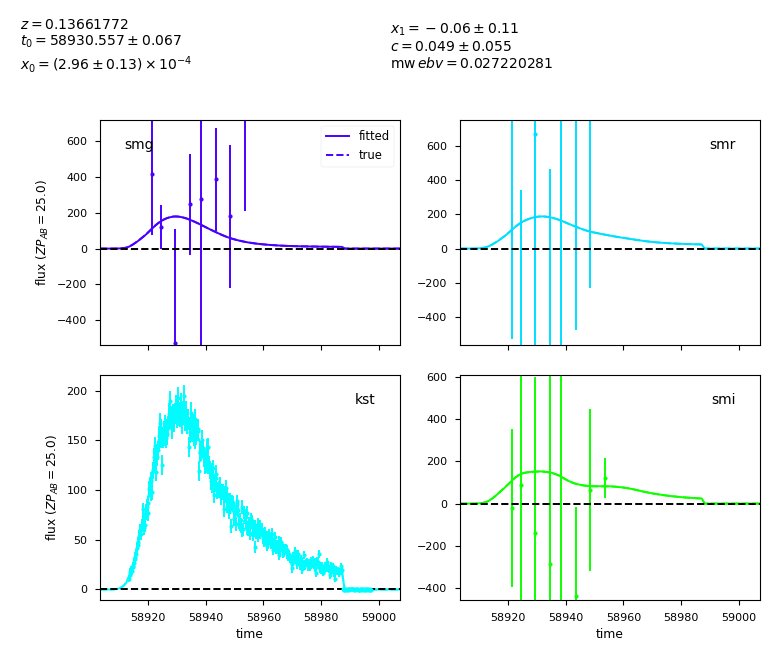 z = 0.13661772
t₀ = 58930.557 ± 0.067
x₀ = (2.96 ± 0.13) × 10⁻⁴
x₁ = −0.06 ± 0.11
c = 0.049 ± 0.055
mw ebv = 0.027220281
smg
fitted
true
600
400
200
0
−200
−400
flux (ZP_AB = 25.0)
smr
600
400
200
0
−200
−400
kst
200
150
100
50
0
flux (ZP_AB = 25.0)
58920 58940 58960 58980 59000
time
smi
600
400
200
0
−200
−400
58920 58940 58960 58980 59000
time